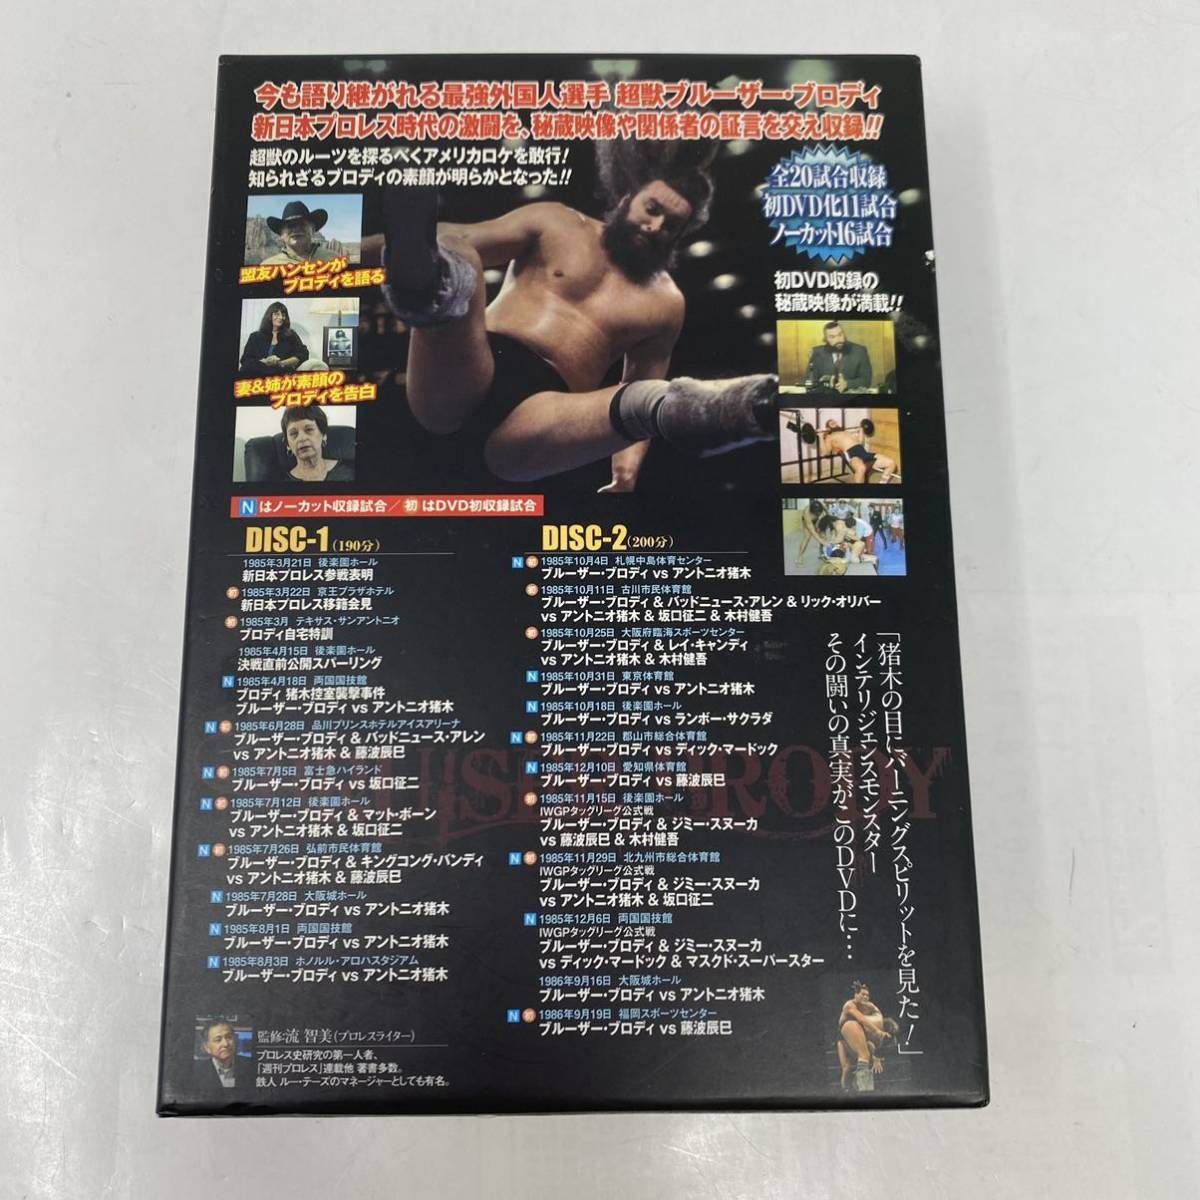 今も語り継がれる最強外国人選手 超獣ブルーザー・ブロディ
新日本プロレス時代の激闘を、秘蔵映像や関係者の証言を交え収録!!
超獣のルーツを探るべくアメリカロケを敢行!
知られざるブロディの素顔が明らかとなった!!
全20試合収録
初DVD化11試合
ノーカット16試合
盟友ハンセンが
ブロディを語る
妻&姉が素顔の
ブロディを告白
初DVD収録の
秘蔵映像が満載!!
Nはノーカット収録試合/初はDVD初収録試合
DISC-1(190分)
1985年3月21日 後楽園ホール
新日本プロレス参戦表明
初 1985年3月22日 京王プラザホテル
新日本プロレス移籍会見
初 1985年3月 テキサス・サンアントニオ
ブロディ自宅特訓
1985年4月15日 後楽園ホール
決戦直前公開スパーリング
N 1985年4月18日 両国国技館
ブロディ 猪木控室襲撃事件
ブルーザー・ブロディ vs アントニオ猪木
N 初 1985年6月28日 品川プリンスホテルアイスアリーナ
ブルーザー・ブロディ & バッドニュース・アレン
vs アントニオ猪木 & 藤波辰巳
N 初 1985年7月5日 富士急ハイランド
ブルーザー・ブロディ vs 坂口征二
N 初 1985年7月12日 後楽園ホール
ブルーザー・ブロディ & マット・ボーン
vs アントニオ猪木 & 坂口征二
N 初 1985年7月26日 弘前市民体育館
ブルーザー・ブロディ & キングコング・バンディ
vs アントニオ猪木 & 藤波辰巳
N 1985年7月28日 大阪城ホール
ブルーザー・ブロディ vs アントニオ猪木
N 1985年8月1日 両国国技館
ブルーザー・ブロディ vs アントニオ猪木
N 1985年8月3日 ホノルル・アロハスタジアム
ブルーザー・ブロディ vs アントニオ猪木
DISC-2(200分)
N 初 1985年10月4日 札幌中島体育センター
ブルーザー・ブロディ vs アントニオ猪木
初 1985年10月11日 古川市民体育館
ブルーザー・ブロディ & バッドニュース・アレン & リック・オリバー
vs アントニオ猪木 & 坂口征二 & 木村健吾
初 1985年10月25日 大阪府臨海スポーツセンター
ブルーザー・ブロディ & レイ・キャンディ
vs アントニオ猪木 & 木村健吾
N 1985年10月31日 東京体育館
ブルーザー・ブロディ vs アントニオ猪木
N 1985年10月18日 後楽園ホール
ブルーザー・ブロディ vs ランボー・サクラダ
N 初 1985年11月22日 郡山市総合体育館
ブルーザー・ブロディ vs ディック・マードック
N 初 1985年12月10日 愛知県体育館
ブルーザー・ブロディ vs 藤波辰巳
N 初 1985年11月15日 後楽園ホール
IWGPタッグリーグ公式戦
ブルーザー・ブロディ & ジミー・スヌーカ
vs 藤波辰巳 & 木村健吾
N 初 1985年11月29日 北九州市総合体育館
IWGPタッグリーグ公式戦
ブルーザー・ブロディ & ジミー・スヌーカ
vs アントニオ猪木 & 坂口征二
N 1985年12月6日 両国国技館
IWGPタッグリーグ公式戦
ブルーザー・ブロディ & ジミー・スヌーカ
vs ディック・マードック & マスクド・スーパースター
1986年9月16日 大阪城ホール
ブルーザー・ブロディ vs アントニオ猪木
N 初 1986年9月19日 福岡スポーツセンター
ブルーザー・ブロディ vs 藤波辰巳
「猪木の目にバーニングスピリットを見た!」
インテリジェンスモンスター
その闘いの真実がこのDVDに…
監修:流 智美(プロレスライター)
プロレス史研究の第一人者、
「週刊プロレス」連載他 著書多数。
鉄人 ルー・テーズのマネージャーとしても有名。